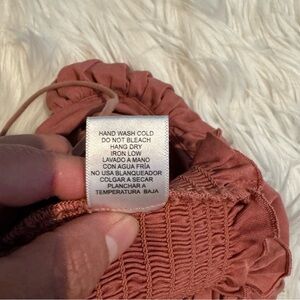 HAND WASH COLD
DO NOT BLEACH
HANG DRY
IRON LOW
LAVADO A MANO
CON AGUA FRÍA
NO USA BLANQUEADOR
COLGAR A SECAR
PLANCHAR A
TEMPERATURA BAJA